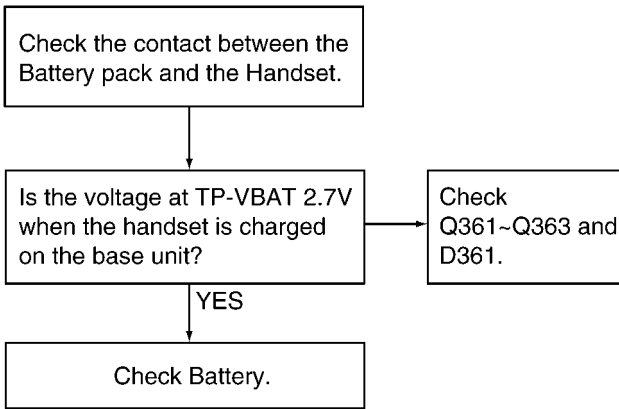 Check the contact between the
Battery pack and the Handset.
Is the voltage at TP-VBAT 2.7V
when the handset is charged
on the base unit?
Check
Q361~Q363 and
D361.
YES
Check Battery.